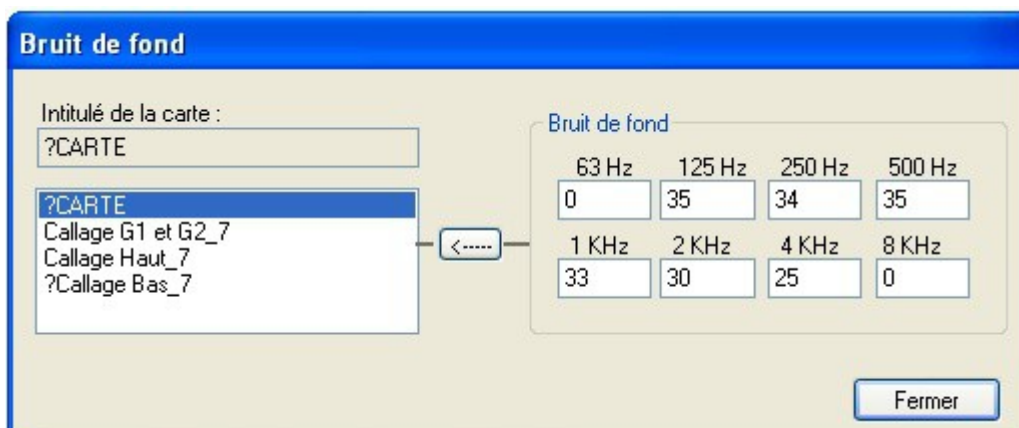 Bruit de fond
Intitulé de la carte :
?CARTE
?CARTE
Callage G1 et G2_7
Callage Haut_7
?Callage Bas_7
<-----
Bruit de fond
63 Hz 125 Hz 250 Hz 500 Hz
0 35 34 35
1 KHz 2 KHz 4 KHz 8 KHz
33 30 25 0
Fermer